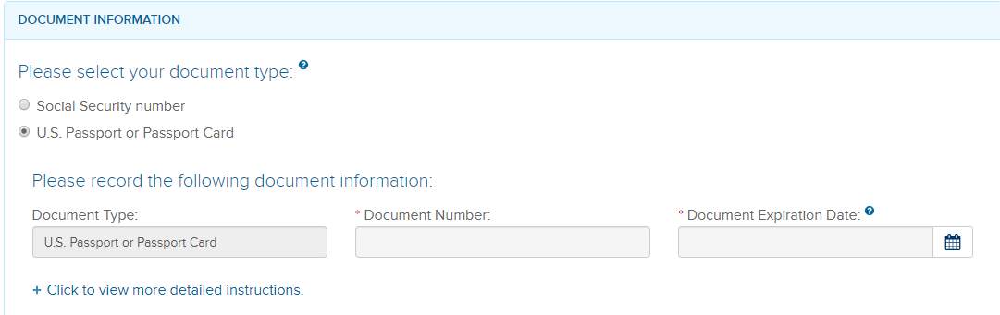 DOCUMENT INFORMATION
Please select your document type: ?
Social Security number
U.S. Passport or Passport Card
Please record the following document information:
Document Type: * Document Number: * Document Expiration Date: ?
U.S. Passport or Passport Card
+ Click to view more detailed instructions.